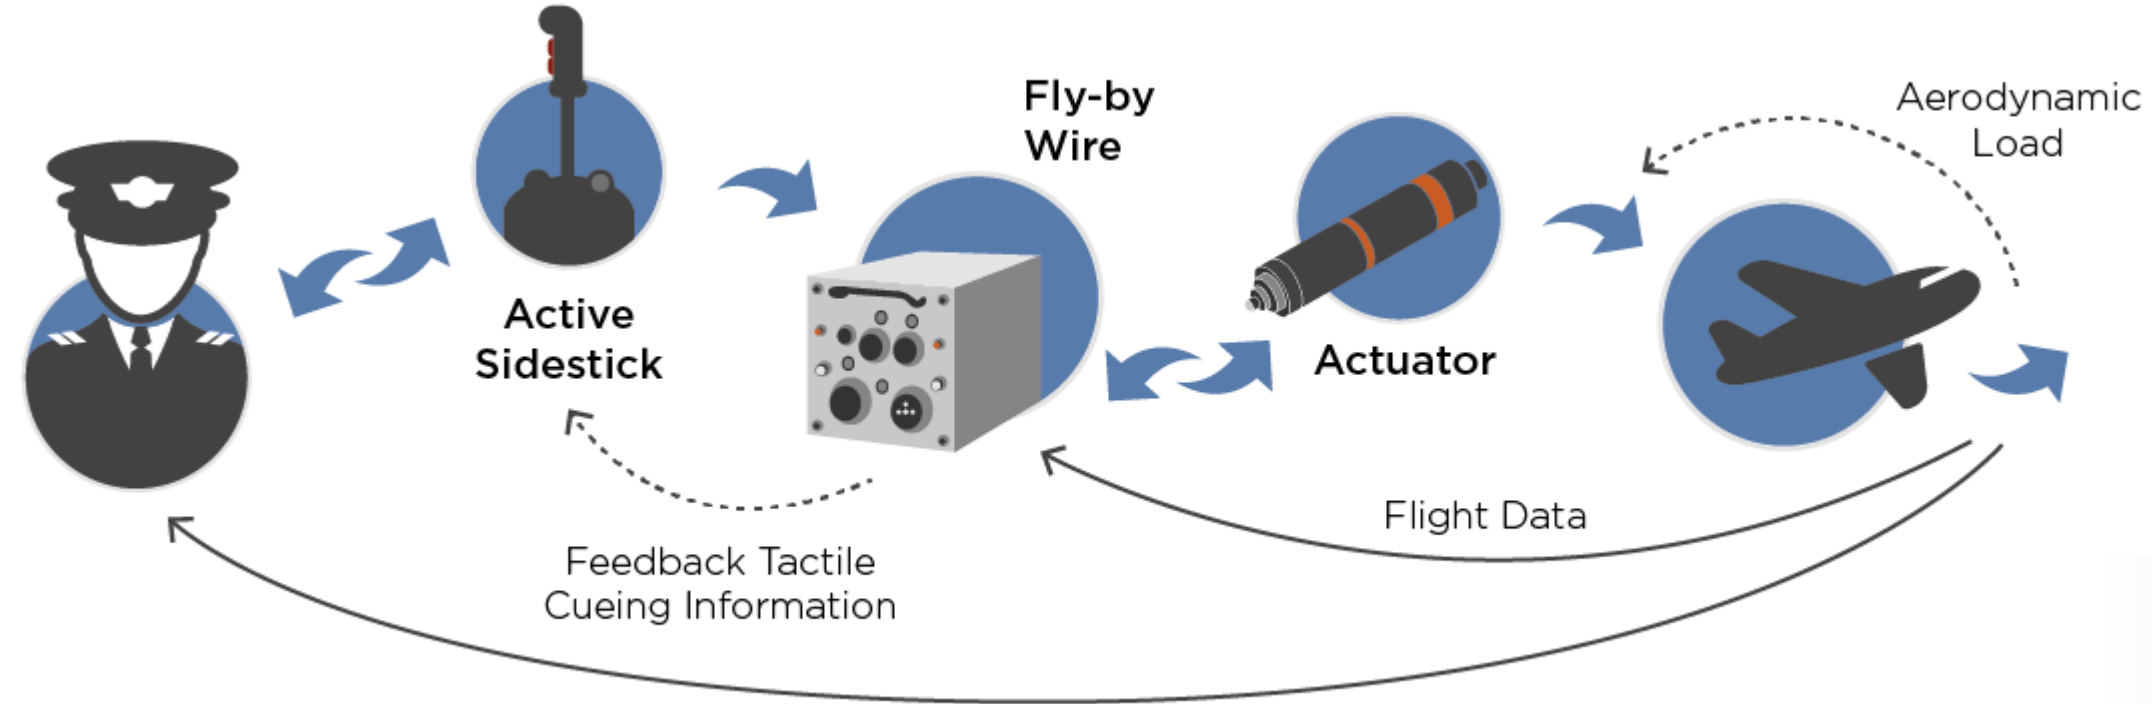 Fly-by
Wire
Aerodynamic
Load
Active
Sidestick
Actuator
Flight Data
Feedback Tactile
Cueing Information